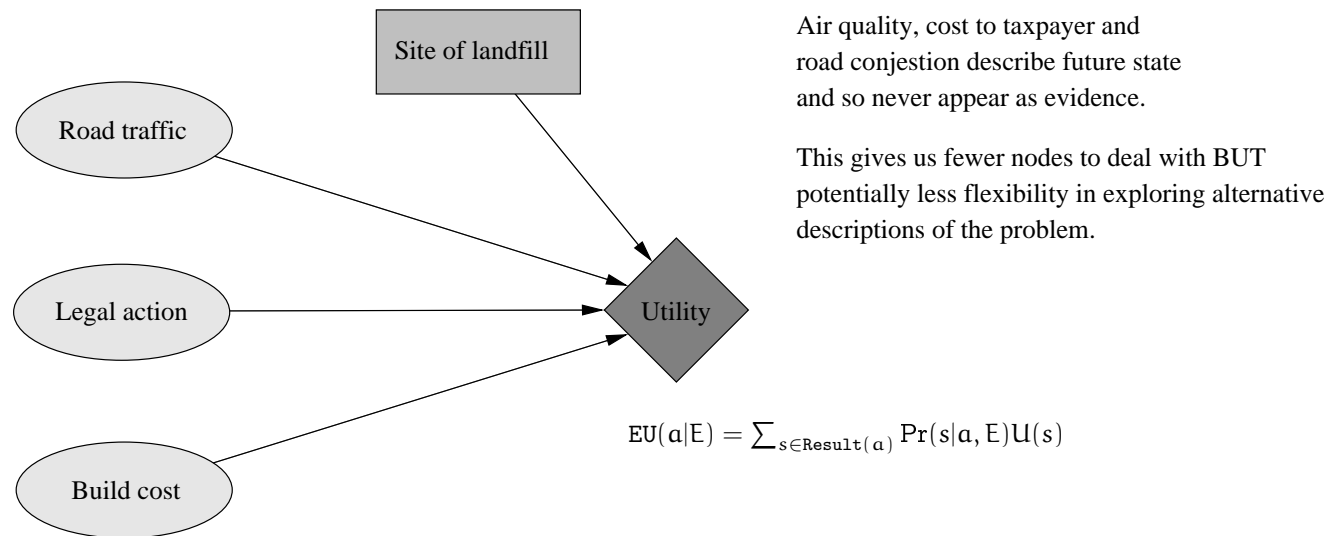 Site of landfill
Air quality, cost to taxpayer and
road conjestion describe future state
and so never appear as evidence.
This gives us fewer nodes to deal with BUT
potentially less flexibility in exploring alternative
descriptions of the problem.
Road traffic
Legal action
Utility
Build cost
EU(a|E) = ∑s∈Result(a) Pr(s|a, E)U(s)